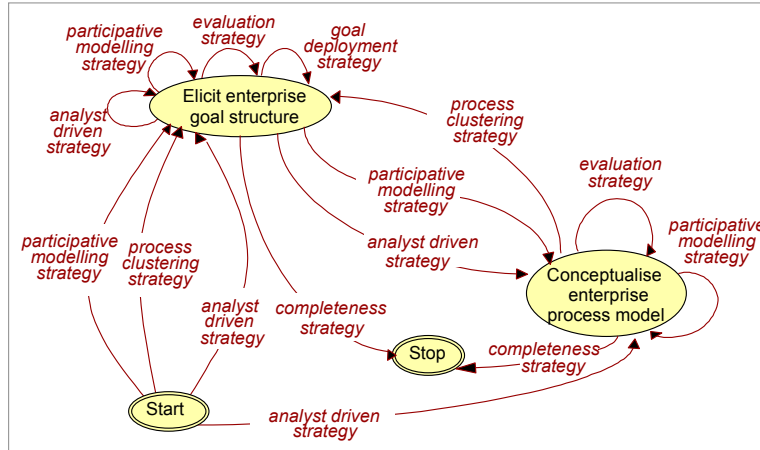 participative
modelling
strategy
evaluation
strategy
goal
deployment
strategy
analyst
driven
strategy
Elicit enterprise
goal structure
process
clustering
strategy
evaluation
strategy
participative
modelling
strategy
participative
modelling
strategy
participative
modelling
strategy
process
clustering
strategy
analyst driven
strategy
Conceptualise
enterprise
process model
analyst
driven
strategy
completeness
strategy
Stop
completeness
strategy
Start
analyst driven
strategy